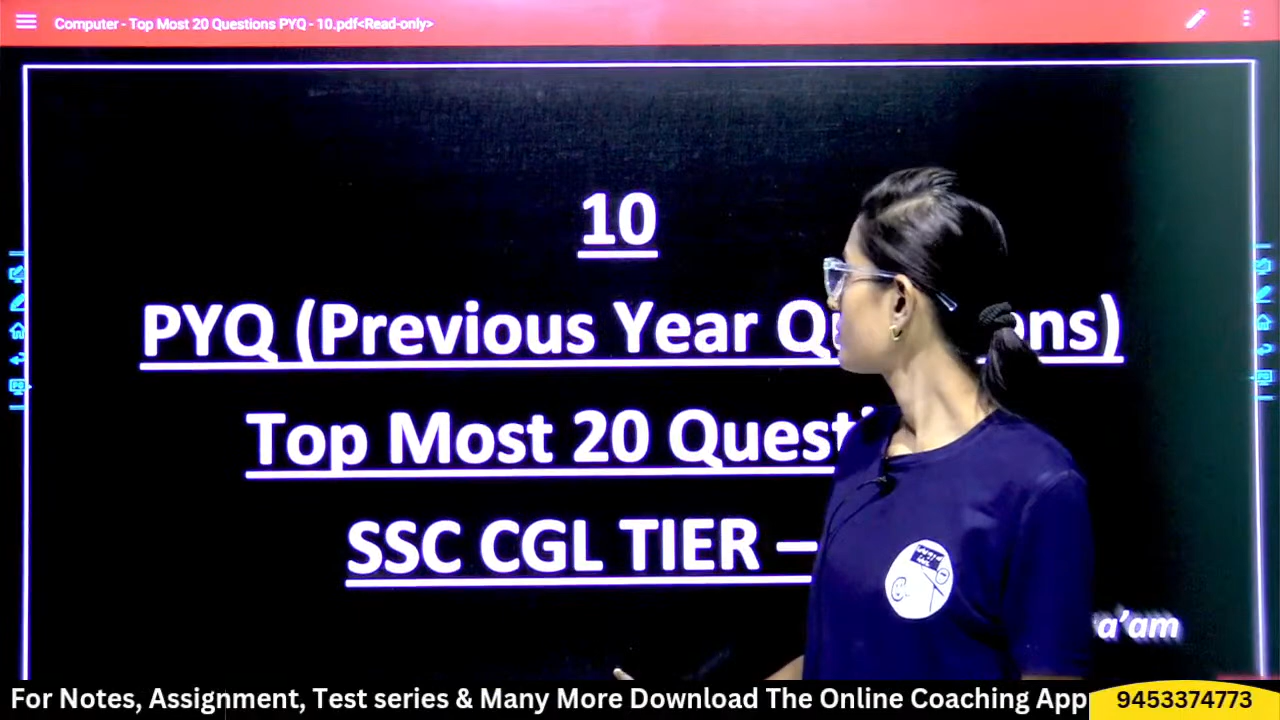 Computer - Top Most 20 Questions PYQ - 10.pdf<Read-only>
10
PYQ (Previous Year Qu ons)
Top Most 20 Quest
SSC CGL TIER –
a’am
For Notes, Assignment, Test series & Many More Download The Online Coaching App
9453374773